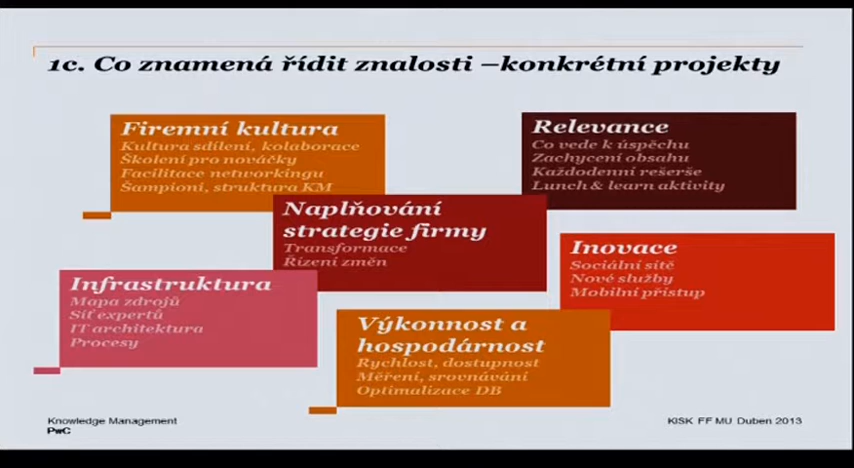 1c. Co znamená řídit znalosti –konkrétní projekty
Firemní kultura
Kultura sdílení, kolaborace
Školení pro nováčky
Facilitace networkingu
Šampioni, struktura KM
Relevance
Co vede k úspěchu
Zachycení obsahu
Každodenní rešerše
Lunch & learn aktivity
Naplňování
strategie firmy
Transformace
Řízení změn
Inovace
Sociální sítě
Nové služby
Mobilní přístup
Infrastruktura
Mapa zdrojů
Síť expertů
IT architektura
Procesy
Výkonnost a
hospodárnost
Rychlost, dostupnost
Měření, srovnávání
Optimalizace DB
Knowledge Management
PwC
KISK FF MU Duben 2013